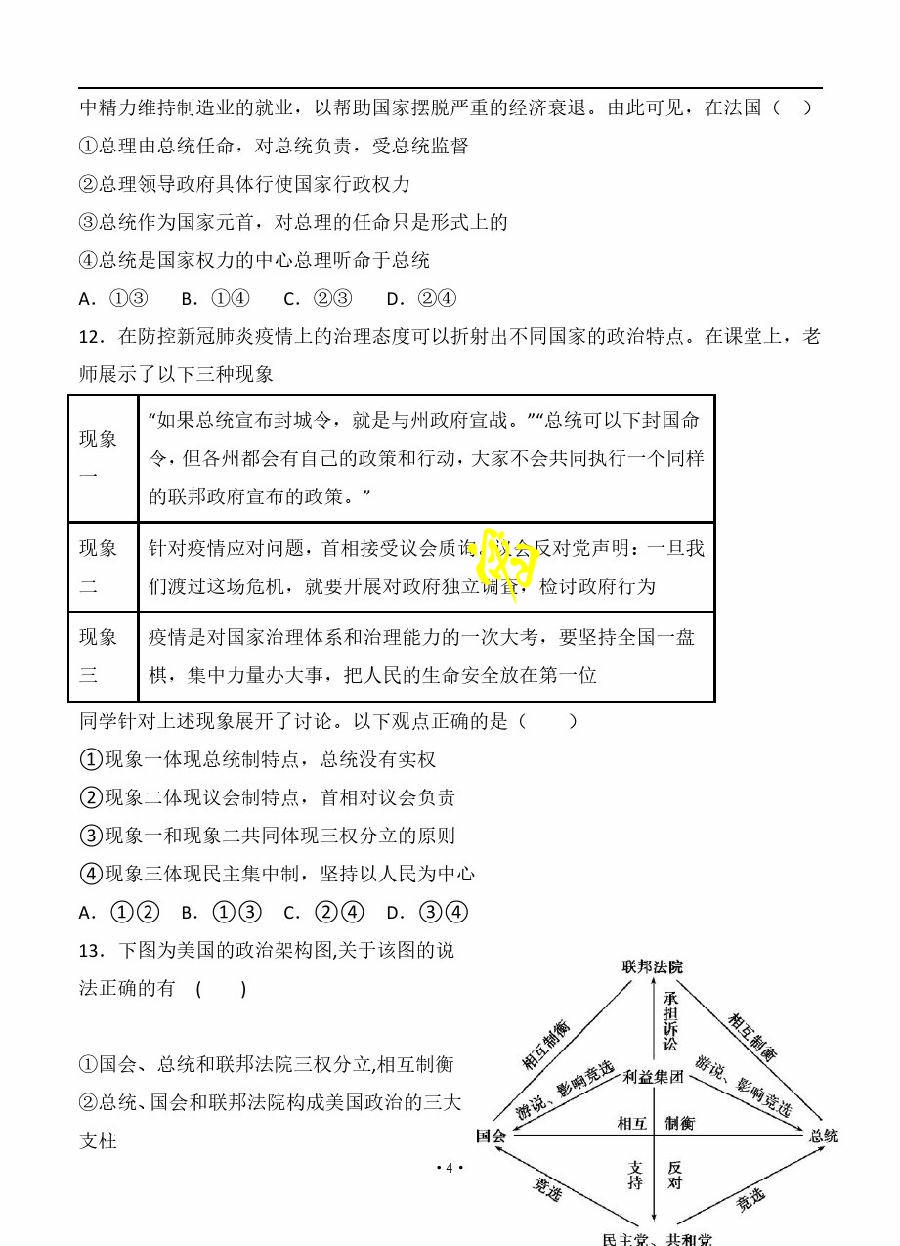 中精力维持制造业的就业，以帮助国家摆脱严重的经济衰退。由此可见，在法国（　）
①总理由总统任命，对总统负责，受总统监督
②总理领导政府具体行使国家行政权力
③总统作为国家元首，对总理的任命只是形式上的
④总统是国家权力的中心总理听命于总统
A．①③　B．①④　C．②③　D．②④
12．在防控新冠肺炎疫情上的治理态度可以折射出不同国家的政治特点。在课堂上，老
师展示了以下三种现象
现象
一
“如果总统宣布封城令，就是与州政府宣战。”“总统可以下封国命
令，但各州都会有自己的政策和行动，大家不会共同执行一个同样
的联邦政府宣布的政策。”
现象
二
针对疫情应对问题，首相接受议会质询。议会反对党声明：一旦我
们渡过这场危机，就要开展对政府独立调查，检讨政府行为
现象
三
疫情是对国家治理体系和治理能力的一次大考，要坚持全国一盘
棋，集中力量办大事，把人民的生命安全放在第一位
同学针对上述现象展开了讨论。以下观点正确的是（　　）
①现象一体现总统制特点，总统没有实权
②现象二体现议会制特点，首相对议会负责
③现象一和现象二共同体现三权分立的原则
④现象三体现民主集中制，坚持以人民为中心
A．①②　B．①③　C．②④　D．③④
13．下图为美国的政治架构图,关于该图的说
法正确的有　(　　)
①国会、总统和联邦法院三权分立,相互制衡
②总统、国会和联邦法院构成美国政治的三大
支柱
联邦法院
承担诉讼
相互制衡
相互制衡
利益集团
游说、影响竞选
游说、影响竞选
国会
相互
制衡
总统
支持
反对
竞选
竞选
民主党、共和党
·4·